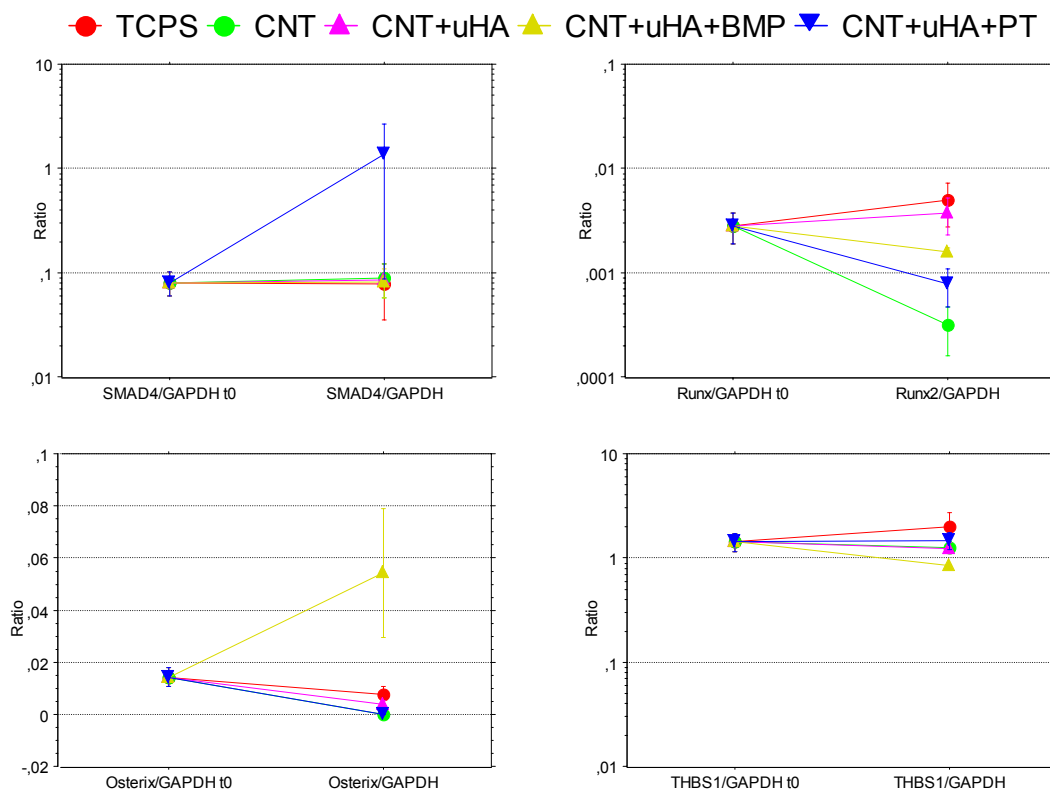 TCPS CNT CNT+uHA CNT+uHA+BMP CNT+uHA+PT
10
1
,1
,01
Ratio
SMAD4/GAPDH t0 SMAD4/GAPDH
,1
,01
,001
,0001
Ratio
Runx/GAPDH t0 Runx2/GAPDH
,1
,08
,06
,04
,02
0
-,02
Ratio
Osterix/GAPDH t0 Osterix/GAPDH
10
1
,1
,01
Ratio
THBS1/GAPDH t0 THBS1/GAPDH